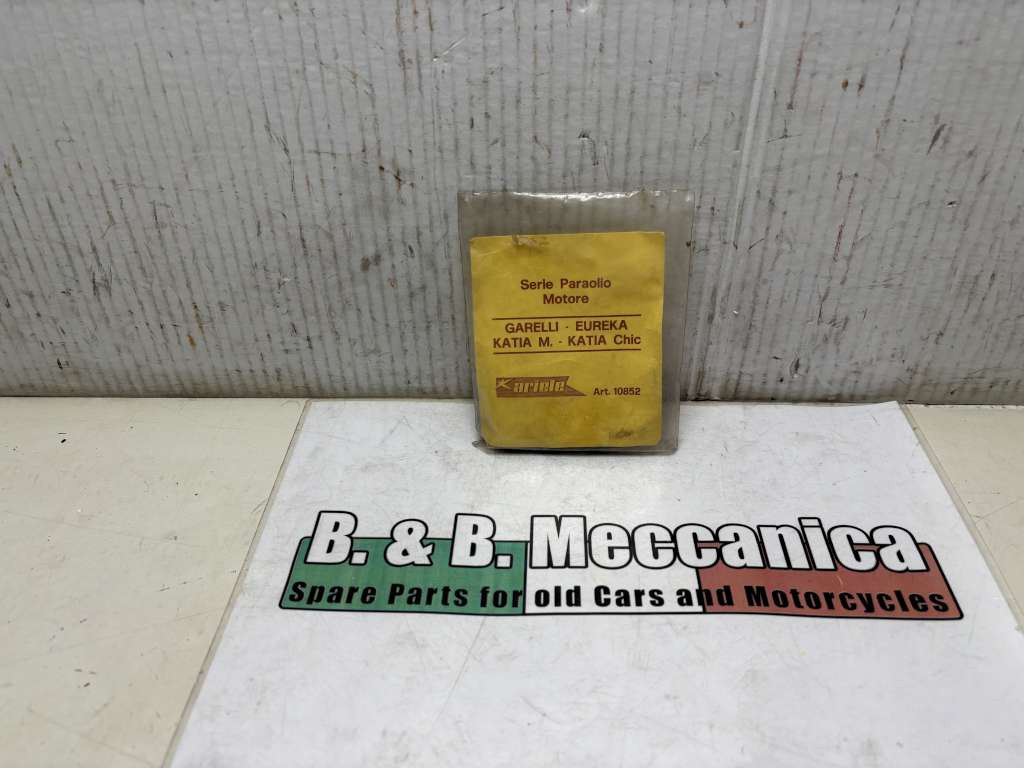 Serie Paraolio
Motore
GARELLI - EUREKA
KATIA M. - KATIA Chic
ariete
Art. 10852
B. & B. Meccanica
Spare Parts for old Cars and Motorcycles